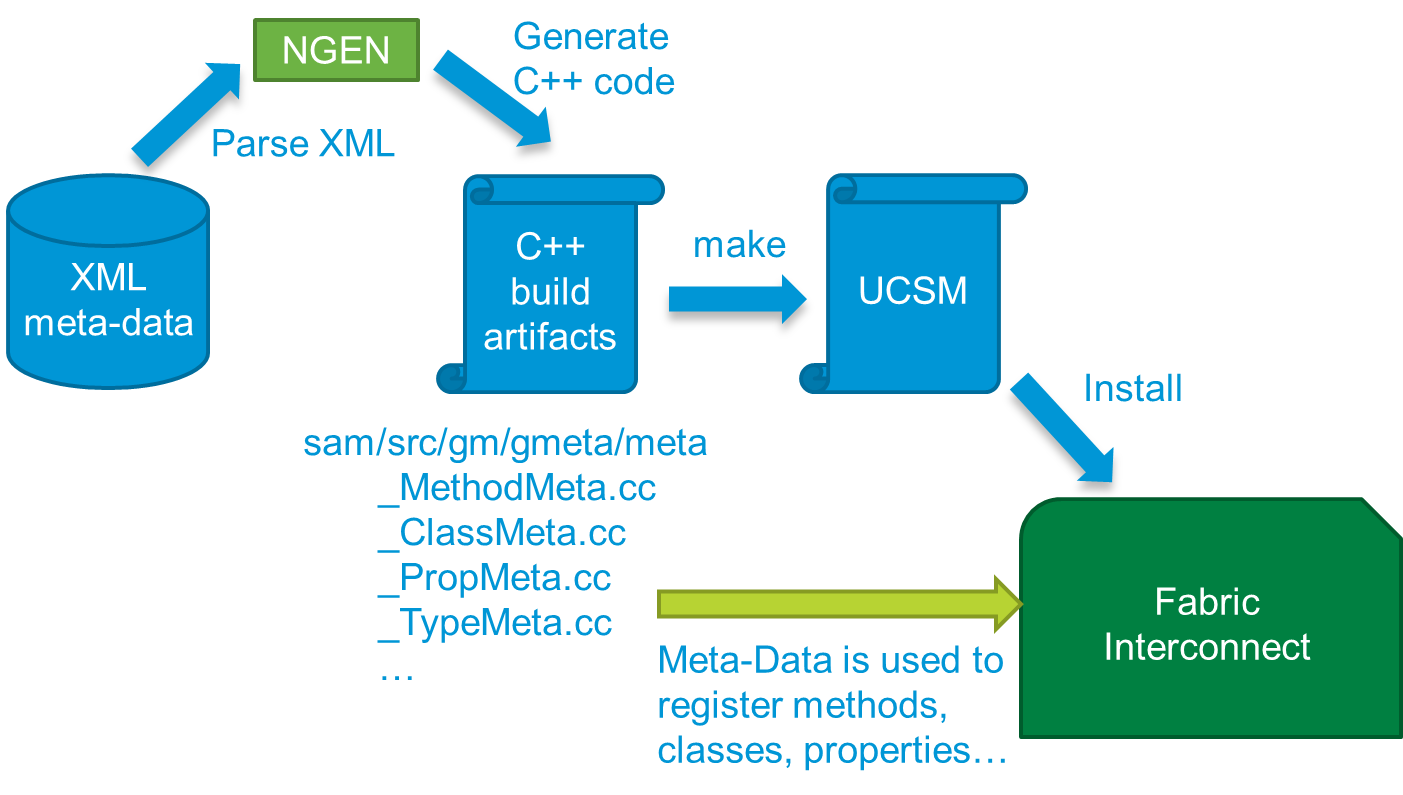 NGEN
Generate
C++ code
Parse XML
XML
meta-data
C++
build
artifacts
make
UCSM
Install
sam/src/gm/gmeta/meta
_MethodMeta.cc
_ClassMeta.cc
_PropMeta.cc
_TypeMeta.cc
…
Meta-Data is used to
register methods,
classes, properties…
Fabric
Interconnect